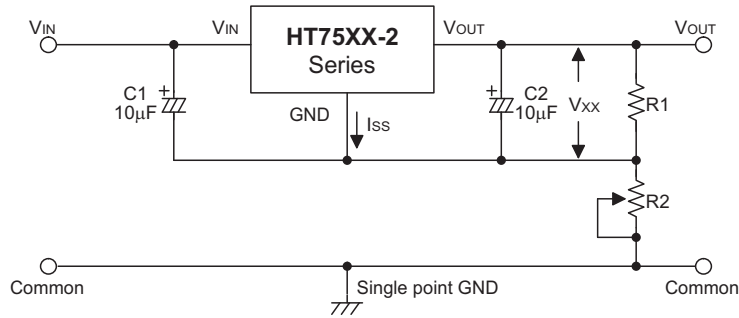 VIN
VIN
HT75XX-2
Series
VOUT
VOUT
C1
10μF
GND
ISS
C2
10μF
VXX
R1
R2
Common
Single point GND
Common